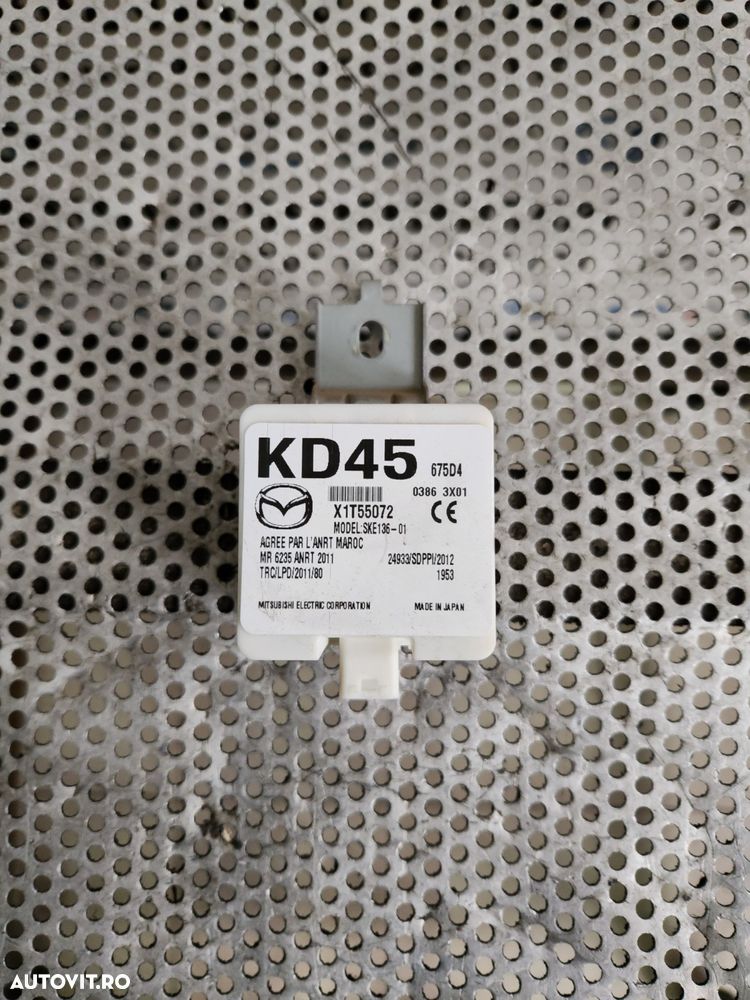 KD45 675D4
0386 3X01
X1T55072
MODEL:SKE136-01
CE
AGREE PAR L'ANRT MAROC
MR 6235 ANRT 2011 24933/SDPPI/2012
TRC/LPD/2011/80 1953
MITSUBISHI ELECTRIC CORPORATION MADE IN JAPAN
AUTOVIT.RO